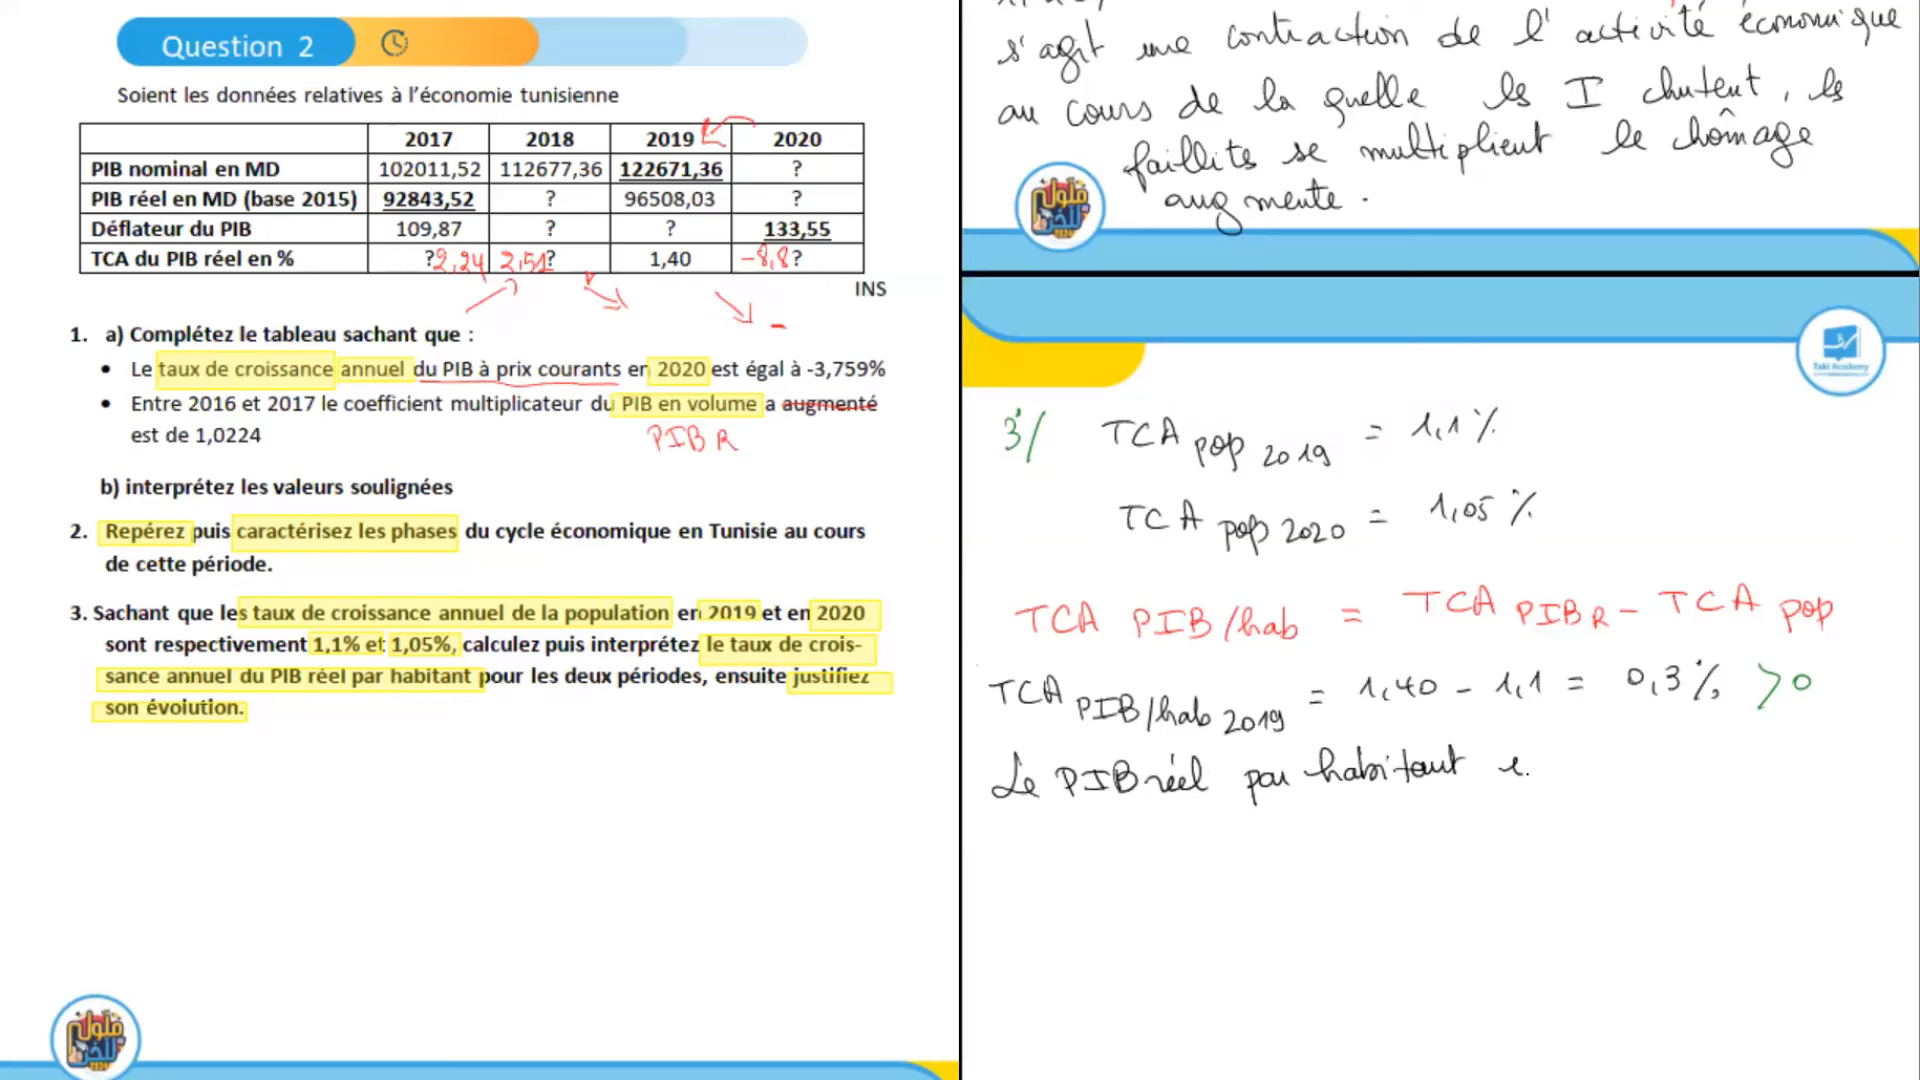 Question 2
Soient les données relatives à l'économie tunisienne
2017 2018 2019 2020
PIB nominal en MD 102011,52 112677,36 122671,36 ?
PIB réel en MD (base 2015) 92843,52 ? 96508,03 ?
Déflateur du PIB 109,87 ? ? 133,55
TCA du PIB réel en % ?2,24 2,51? 1,40 -8,8?
INS
1. a) Complétez le tableau sachant que :
• Le taux de croissance annuel du PIB à prix courants en 2020 est égal à -3,759%
• Entre 2016 et 2017 le coefficient multiplicateur du PIB en volume a augmenté
est de 1,0224
PIB R
b) interprétez les valeurs soulignées
2. Repérez puis caractérisez les phases du cycle économique en Tunisie au cours
de cette période.
3. Sachant que les taux de croissance annuel de la population en 2019 et en 2020
sont respectivement 1,1% et 1,05%, calculez puis interprétez le taux de crois-
sance annuel du PIB réel par habitant pour les deux périodes, ensuite justifiez
son évolution.
s'agit une contraction de l'activité économique
au cours de la quelle les I chutent, les
faillites se multiplient le chômage
augmente.
ملول للخر
Taki Academy
3°/ TCA pop 2019 = 1,1%
TCA pop 2020 = 1,05%
TCA PIB/hab = TCA PIBR - TCA pop
TCA PIB/hab 2019 = 1,40 - 1,1 = 0,3% >0
Le PIB réel par habitant